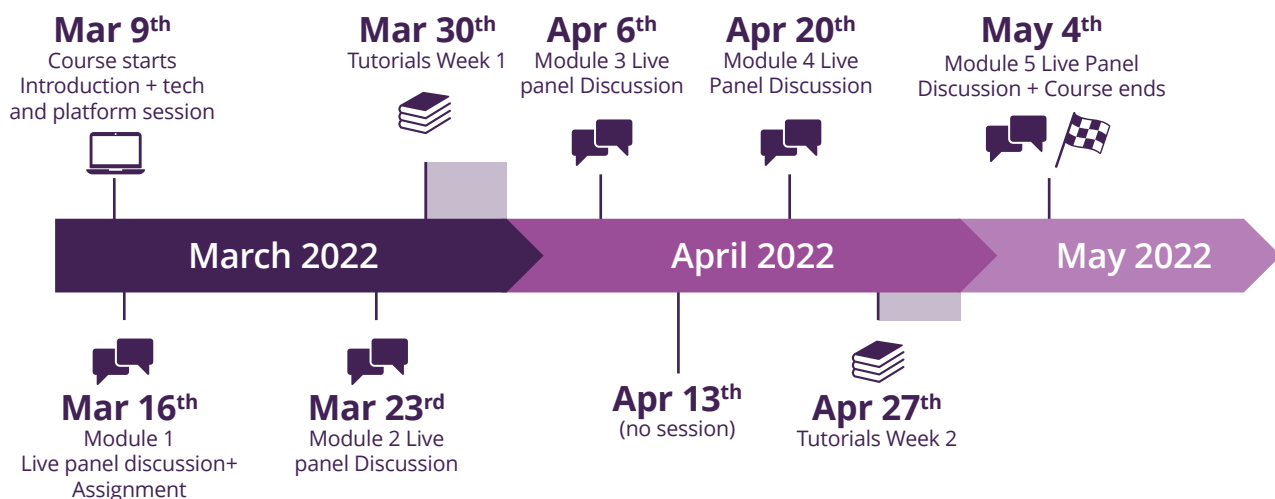 Mar 9th
Course starts
Introduction + tech
and platform session
Mar 30th
Tutorials Week 1
Apr 6th
Module 3 Live
panel Discussion
Apr 20th
Module 4 Live
Panel Discussion
May 4th
Module 5 Live Panel
Discussion + Course ends
March 2022
April 2022
May 2022
Mar 16th
Module 1
Live panel discussion+
Assignment
Mar 23rd
Module 2 Live
panel Discussion
Apr 13th
(no session)
Apr 27th
Tutorials Week 2